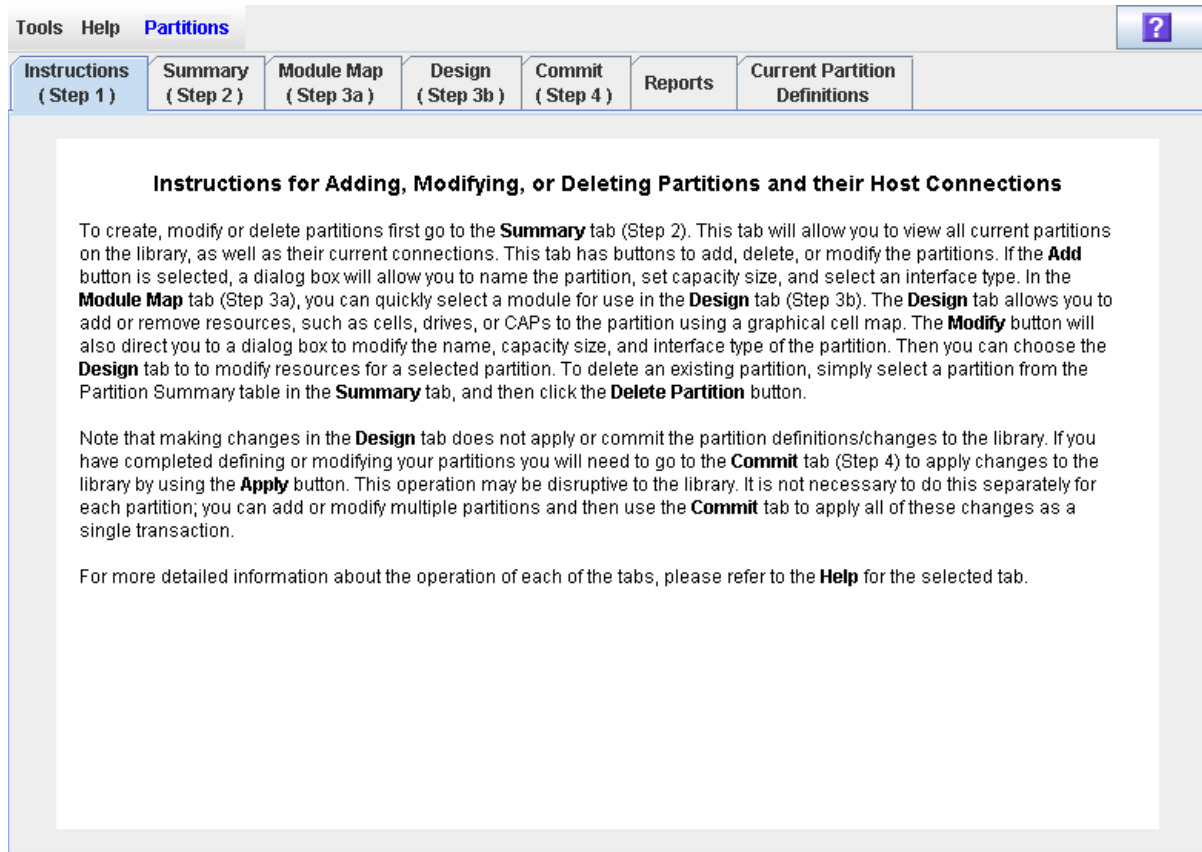 Tools Help Partitions
?
Instructions
( Step 1 )
Summary
( Step 2 )
Module Map
( Step 3a )
Design
( Step 3b )
Commit
( Step 4 )
Reports
Current Partition
Definitions
Instructions for Adding, Modifying, or Deleting Partitions and their Host Connections
To create, modify or delete partitions first go to the Summary tab (Step 2). This tab will allow you to view all current partitions
on the library, as well as their current connections. This tab has buttons to add, delete, or modify the partitions. If the Add
button is selected, a dialog box will allow you to name the partition, set capacity size, and select an interface type. In the
Module Map tab (Step 3a), you can quickly select a module for use in the Design tab (Step 3b). The Design tab allows you to
add or remove resources, such as cells, drives, or CAPs to the partition using a graphical cell map. The Modify button will
also direct you to a dialog box to modify the name, capacity size, and interface type of the partition. Then you can choose the
Design tab to to modify resources for a selected partition. To delete an existing partition, simply select a partition from the
Partition Summary table in the Summary tab, and then click the Delete Partition button.
Note that making changes in the Design tab does not apply or commit the partition definitions/changes to the library. If you
have completed defining or modifying your partitions you will need to go to the Commit tab (Step 4) to apply changes to the
library by using the Apply button. This operation may be disruptive to the library. It is not necessary to do this separately for
each partition; you can add or modify multiple partitions and then use the Commit tab to apply all of these changes as a
single transaction.
For more detailed information about the operation of each of the tabs, please refer to the Help for the selected tab.